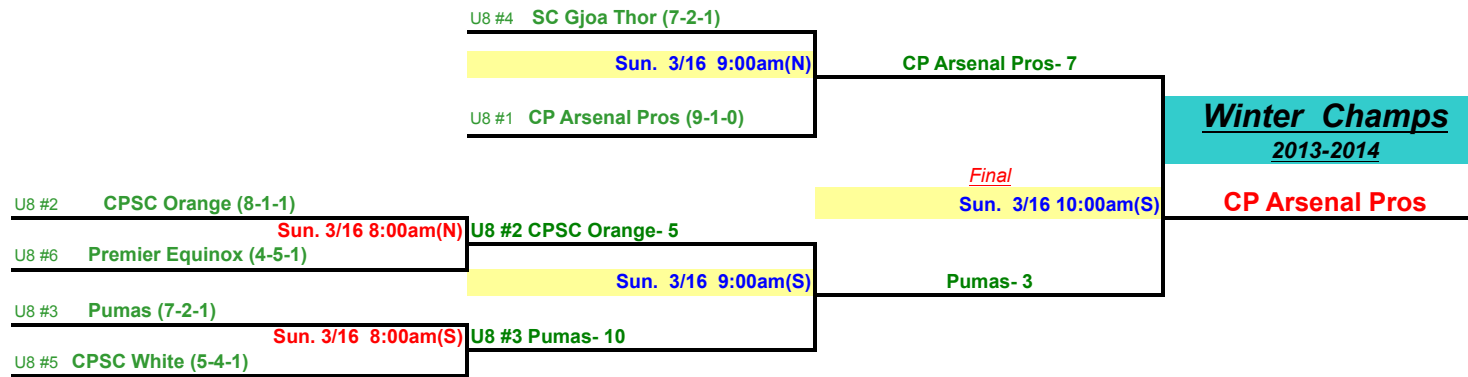 U8 #4 SC Gjoa Thor (7-2-1)
Sun. 3/16 9:00am(N)
CP Arsenal Pros- 7
U8 #1 CP Arsenal Pros (9-1-0)
Winter Champs
2013-2014
Final
Sun. 3/16 10:00am(S)
CP Arsenal Pros
U8 #2 CPSC Orange (8-1-1)
Sun. 3/16 8:00am(N)
U8 #2 CPSC Orange- 5
U8 #6 Premier Equinox (4-5-1)
Sun. 3/16 9:00am(S)
Pumas- 3
U8 #3 Pumas (7-2-1)
Sun. 3/16 8:00am(S)
U8 #3 Pumas- 10
U8 #5 CPSC White (5-4-1)